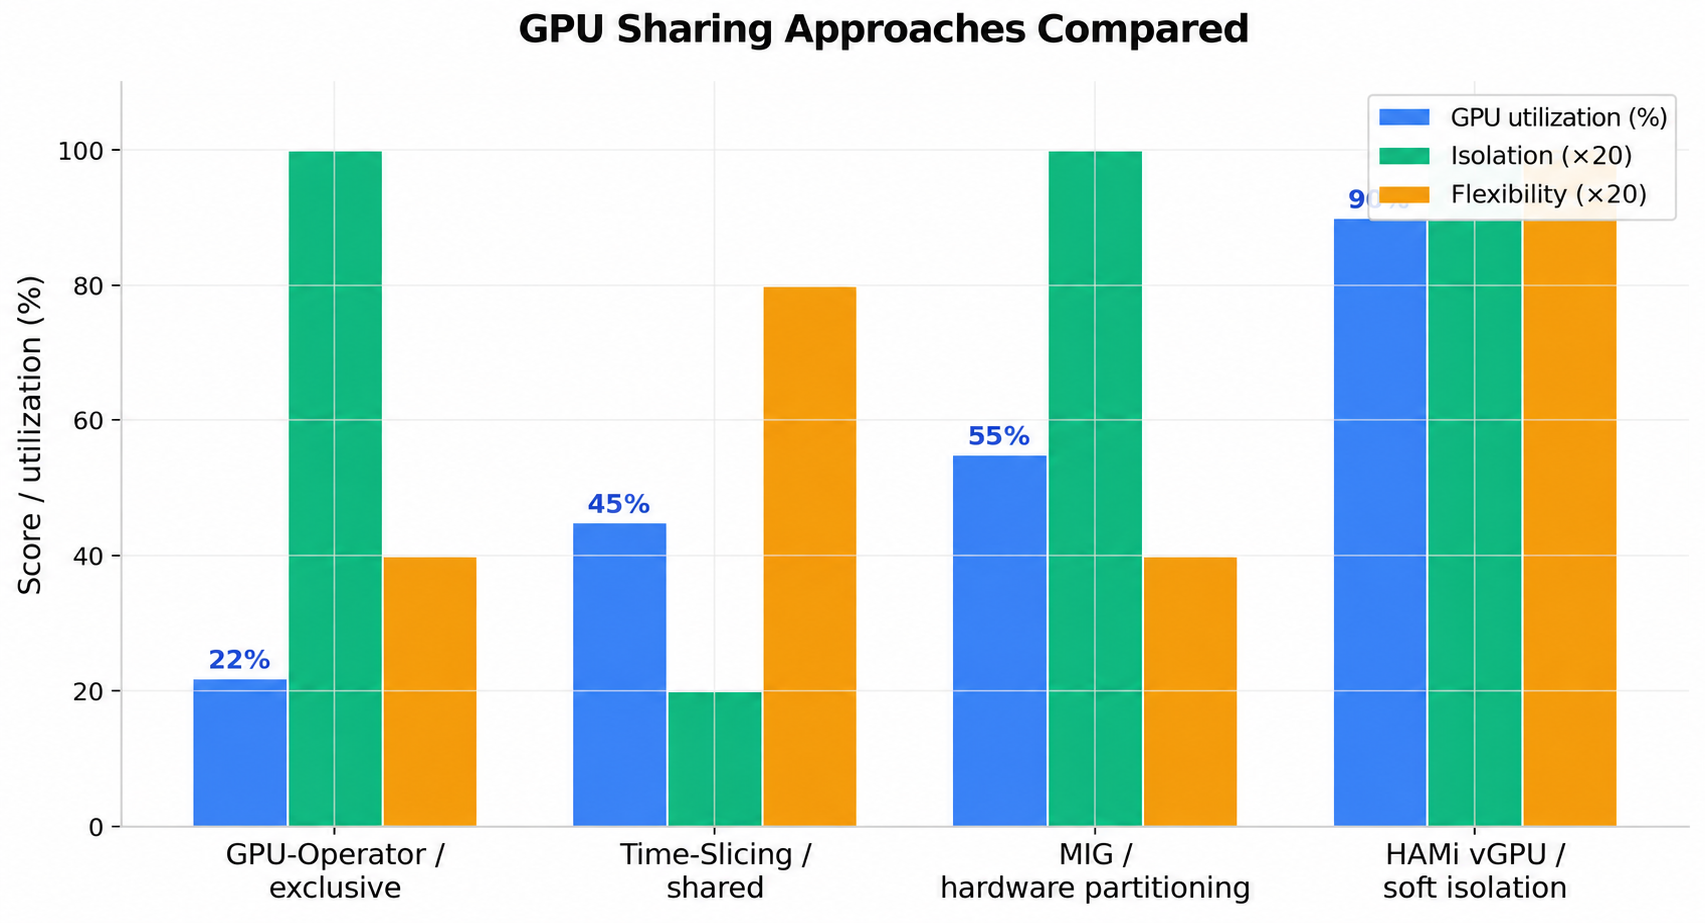 GPU Sharing Approaches Compared
GPU utilization (%)
Isolation (×20)
Flexibility (×20)
Score / utilization (%)
100
80
60
40
20
0
22%
45%
55%
90%
GPU-Operator /
exclusive
Time-Slicing /
shared
MIG /
hardware partitioning
HAMi vGPU /
soft isolation